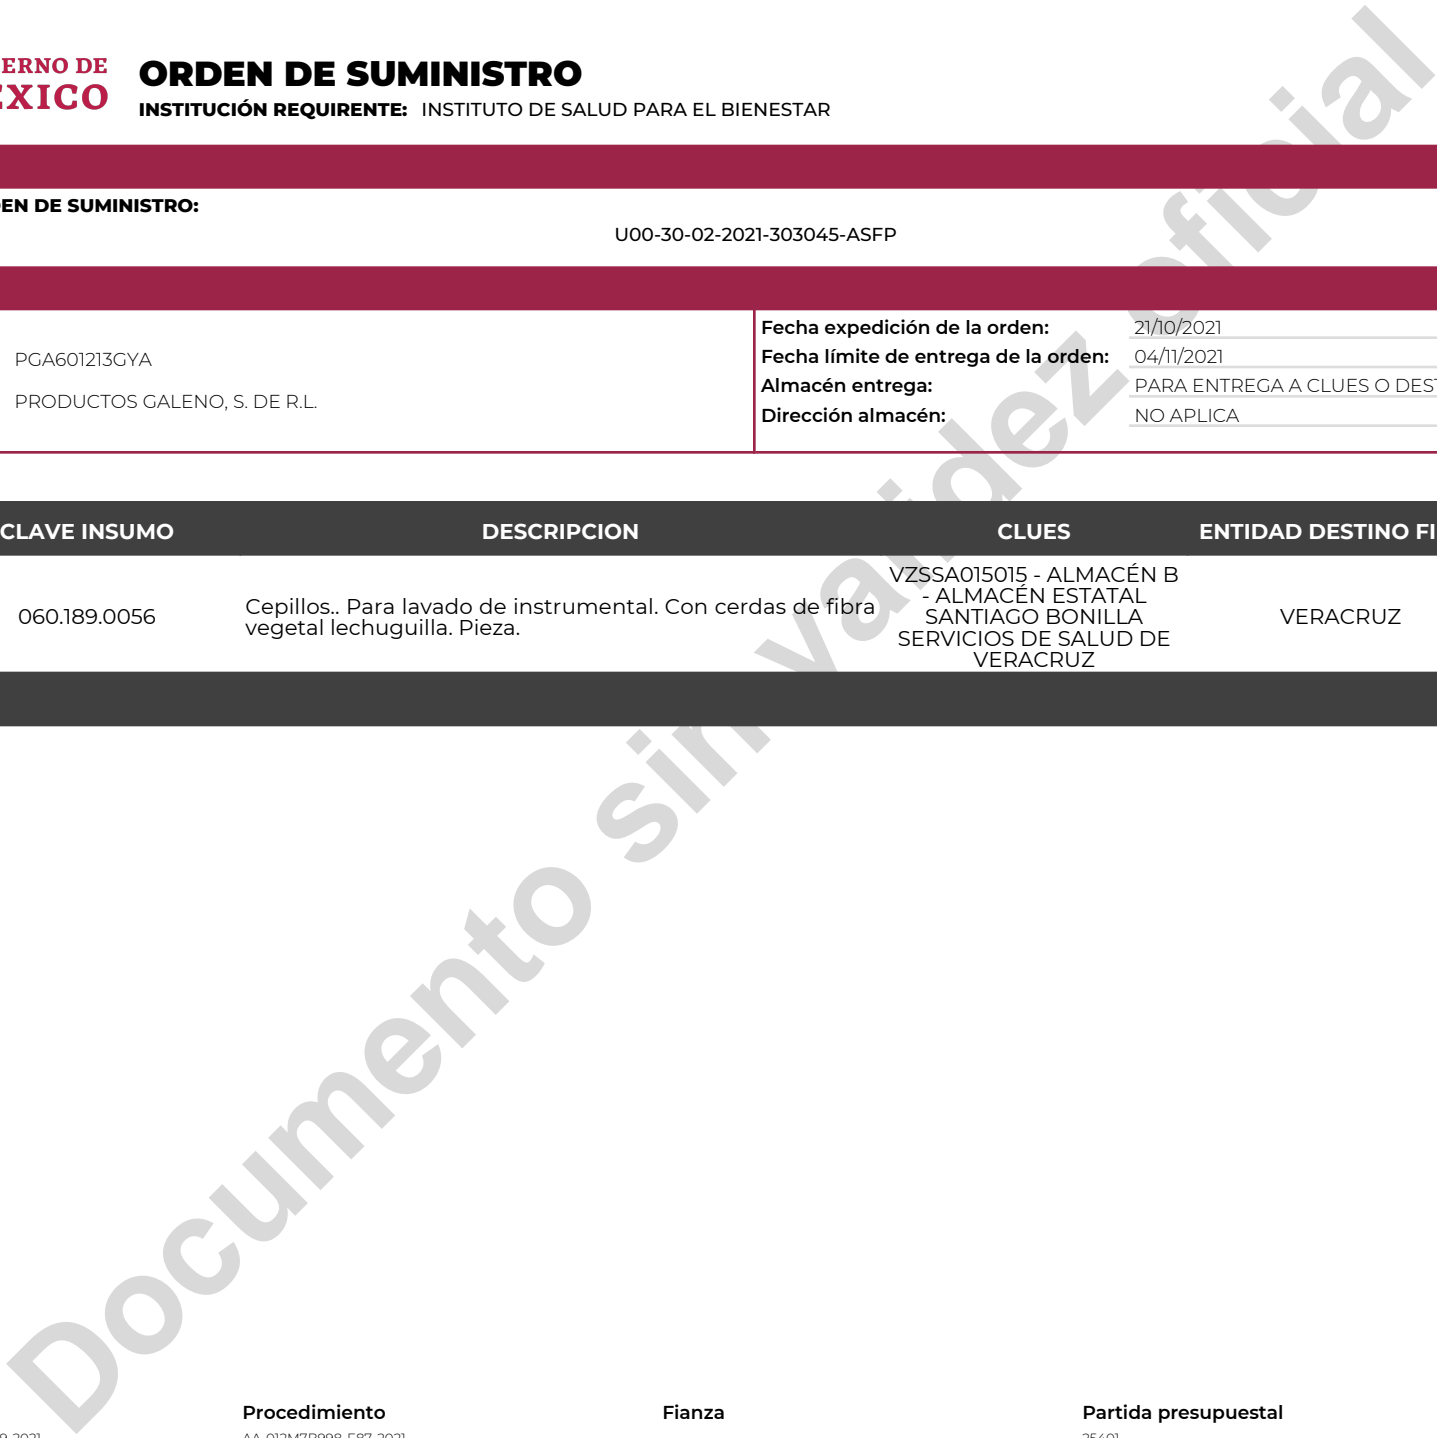 ERNO DE
ÉXICO
ORDEN DE SUMINISTRO
INSTITUCIÓN REQUIRENTE: INSTITUTO DE SALUD PARA EL BIENESTAR
EN DE SUMINISTRO:
U00-30-02-2021-303045-ASFP
PGA601213GYA
PRODUCTOS GALENO, S. DE R.L.
Fecha expedición de la orden: 21/10/2021
Fecha límite de entrega de la orden: 04/11/2021
Almacén entrega: PARA ENTREGA A CLUES O DEST
Dirección almacén: NO APLICA
CLAVE INSUMO DESCRIPCION CLUES ENTIDAD DESTINO FI
060.189.0056
Cepillos.. Para lavado de instrumental. Con cerdas de fibra
vegetal lechuguilla. Pieza.
VZSSA015015 - ALMACÉN B
- ALMACÉN ESTATAL
SANTIAGO BONILLA
SERVICIOS DE SALUD DE
VERACRUZ
VERACRUZ
Documento sin validez oficial
Procedimiento Fianza Partida presupuestal